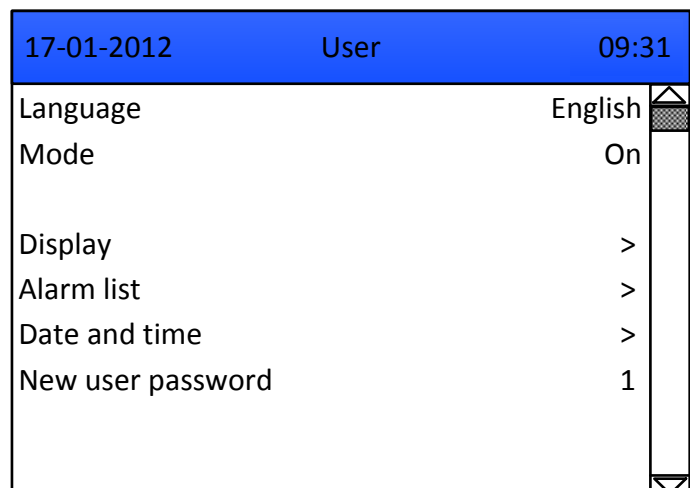 17-01-2012 User 09:31
Language English
Mode On
Display >
Alarm list >
Date and time >
New user password 1